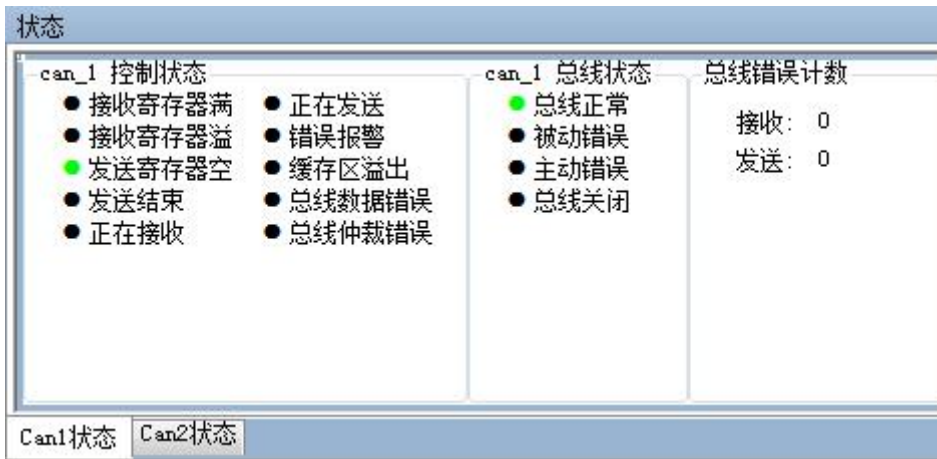 状态
can_1 控制状态
接收寄存器满
接收寄存器溢
发送寄存器空
发送结束
正在接收
正在发送
错误报警
缓存区溢出
总线数据错误
总线仲裁错误
can_1 总线状态
总线正常
被动错误
主动错误
总线关闭
总线错误计数
接收: 0
发送: 0
Can1状态 Can2状态